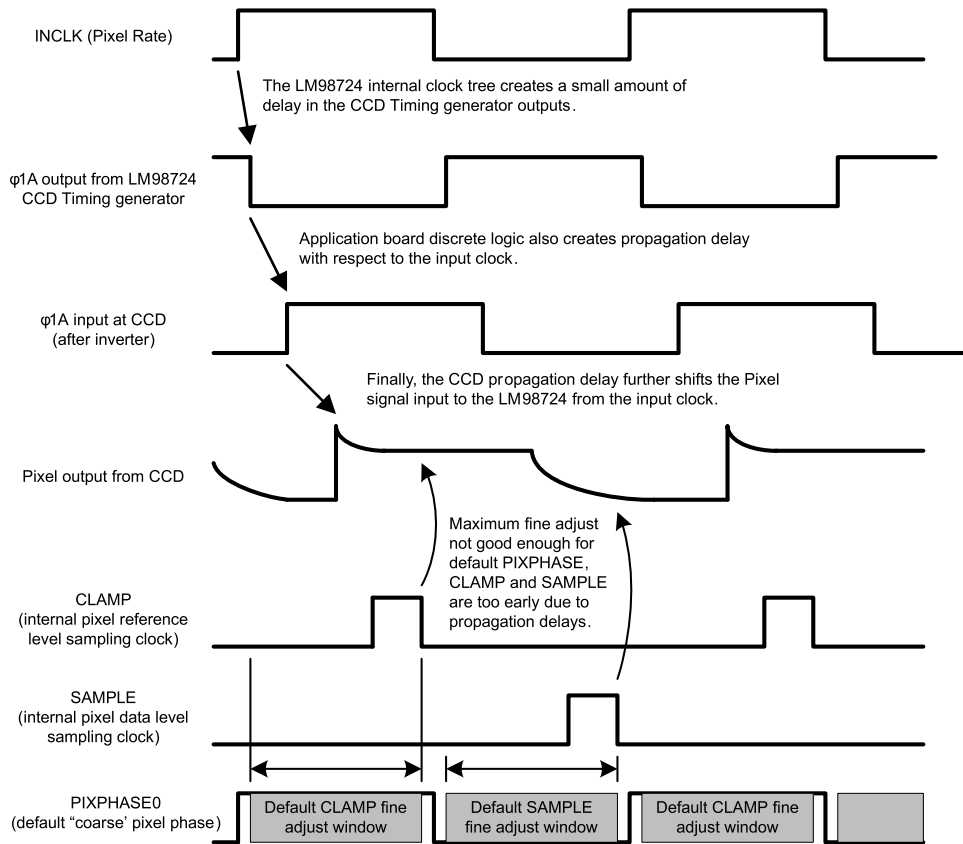 INCLK (Pixel Rate)
The LM98724 internal clock tree creates a small amount of
delay in the CCD Timing generator outputs.
φ1A output from LM98724
CCD Timing generator
Application board discrete logic also creates propagation delay
with respect to the input clock.
φ1A input at CCD
(after inverter)
Finally, the CCD propagation delay further shifts the Pixel
signal input to the LM98724 from the input clock.
Pixel output from CCD
Maximum fine adjust
not good enough for
default PIXPHASE,
CLAMP and SAMPLE
are too early due to
propagation delays.
CLAMP
(internal pixel reference
level sampling clock)
SAMPLE
(internal pixel data level
sampling clock)
PIXPHASE0
(default “coarse’ pixel phase)
Default CLAMP fine
adjust window
Default SAMPLE
fine adjust window
Default CLAMP fine
adjust window